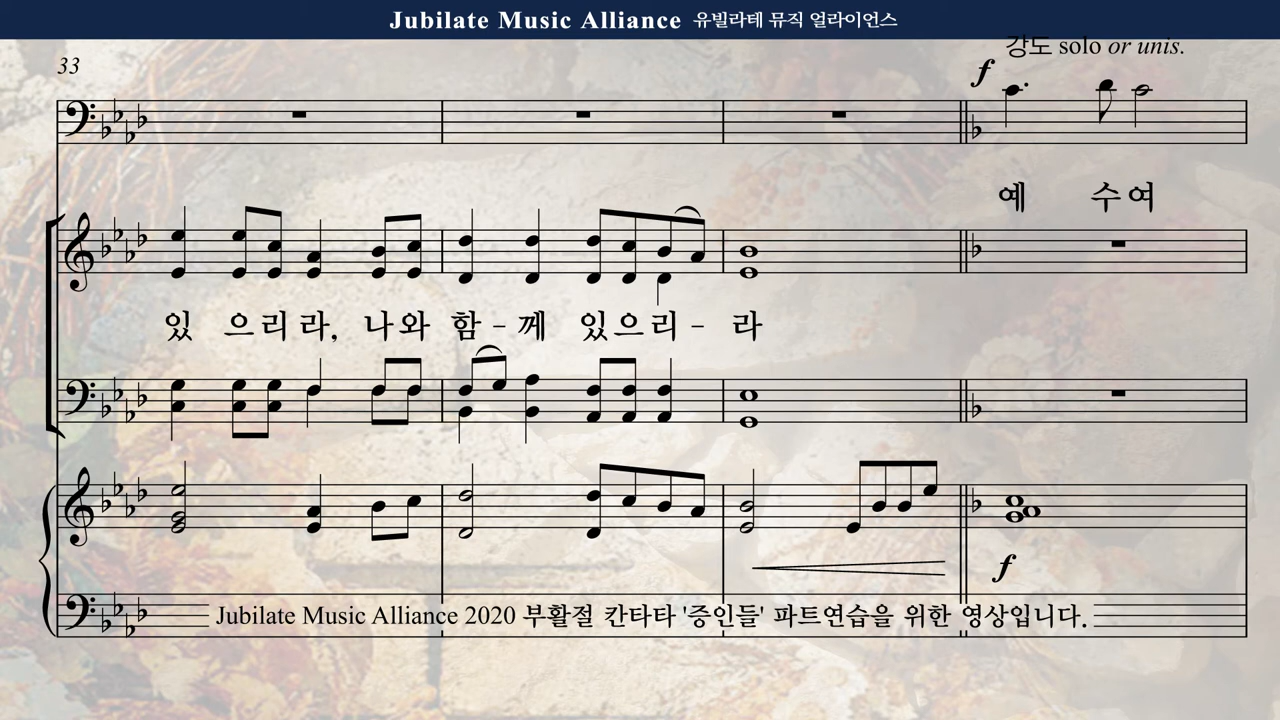 Jubilate Music Alliance 유빌라테 뮤직 얼라이언스
강도 solo or unis.
33
f
예 수 여
있 으 리 라, 나 와 함 - 께 있 으 리 - 라
f
Jubilate Music Alliance 2020 부활절 칸타타 '증인들' 파트연습을 위한 영상입니다.